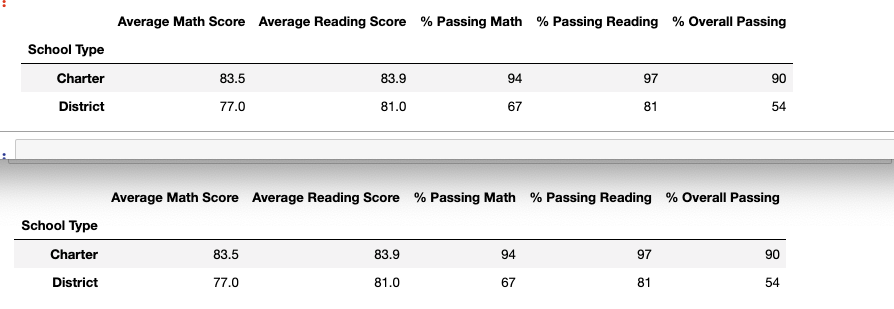 Average Math Score Average Reading Score % Passing Math % Passing Reading % Overall Passing
School Type
Charter 83.5 83.9 94 97 90
District 77.0 81.0 67 81 54
Average Math Score Average Reading Score % Passing Math % Passing Reading % Overall Passing
School Type
Charter 83.5 83.9 94 97 90
District 77.0 81.0 67 81 54